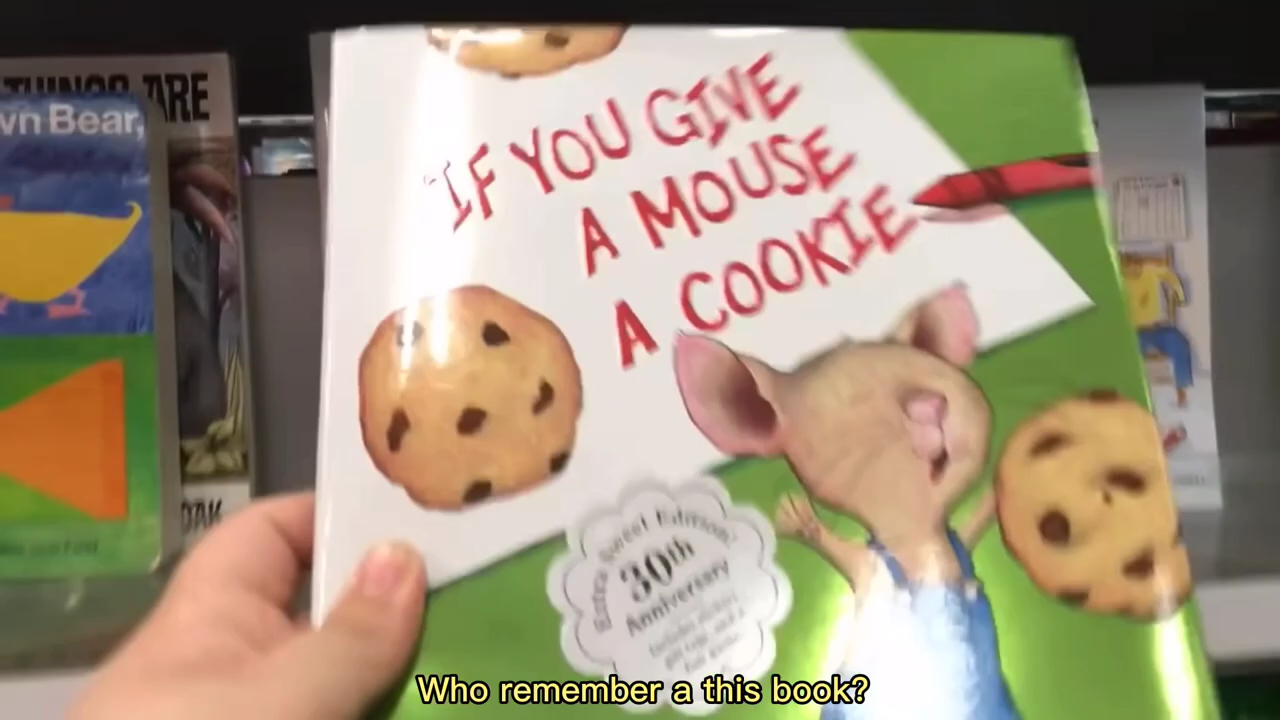 THINGS ARE
wn Bear,
OAK
IF YOU GIVE
A MOUSE
A COOKIE
Extra Sweet Edition!
30th
Anniversary
Who remember a this book?